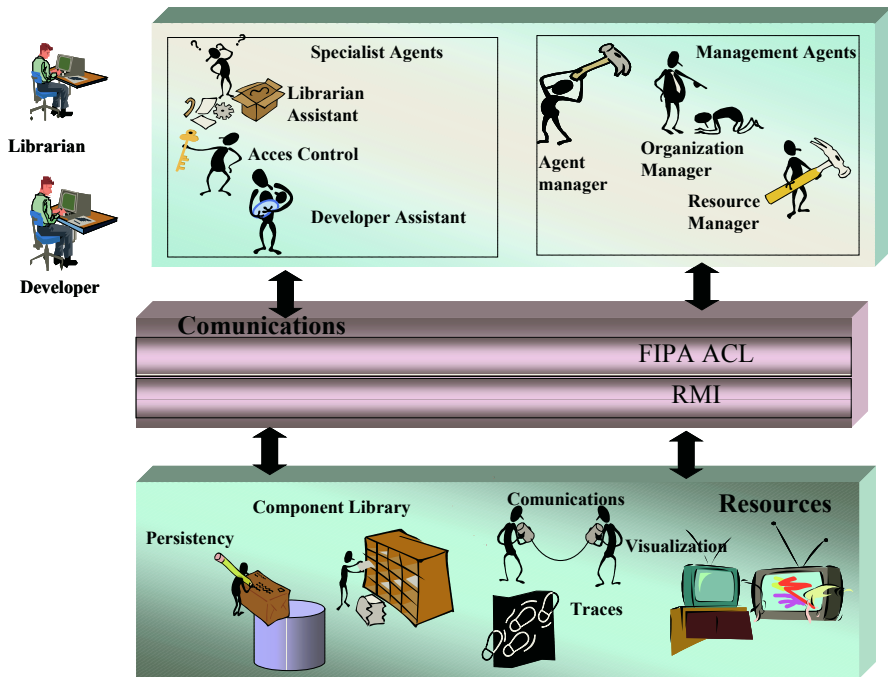 Librarian
Developer
Specialist Agents
Librarian
Assistant
Acces Control
Developer Assistant
Management Agents
Agent
manager
Organization
Manager
Resource
Manager
Comunications
FIPA ACL
RMI
Resources
Persistency
Component Library
Comunications
Visualization
Traces